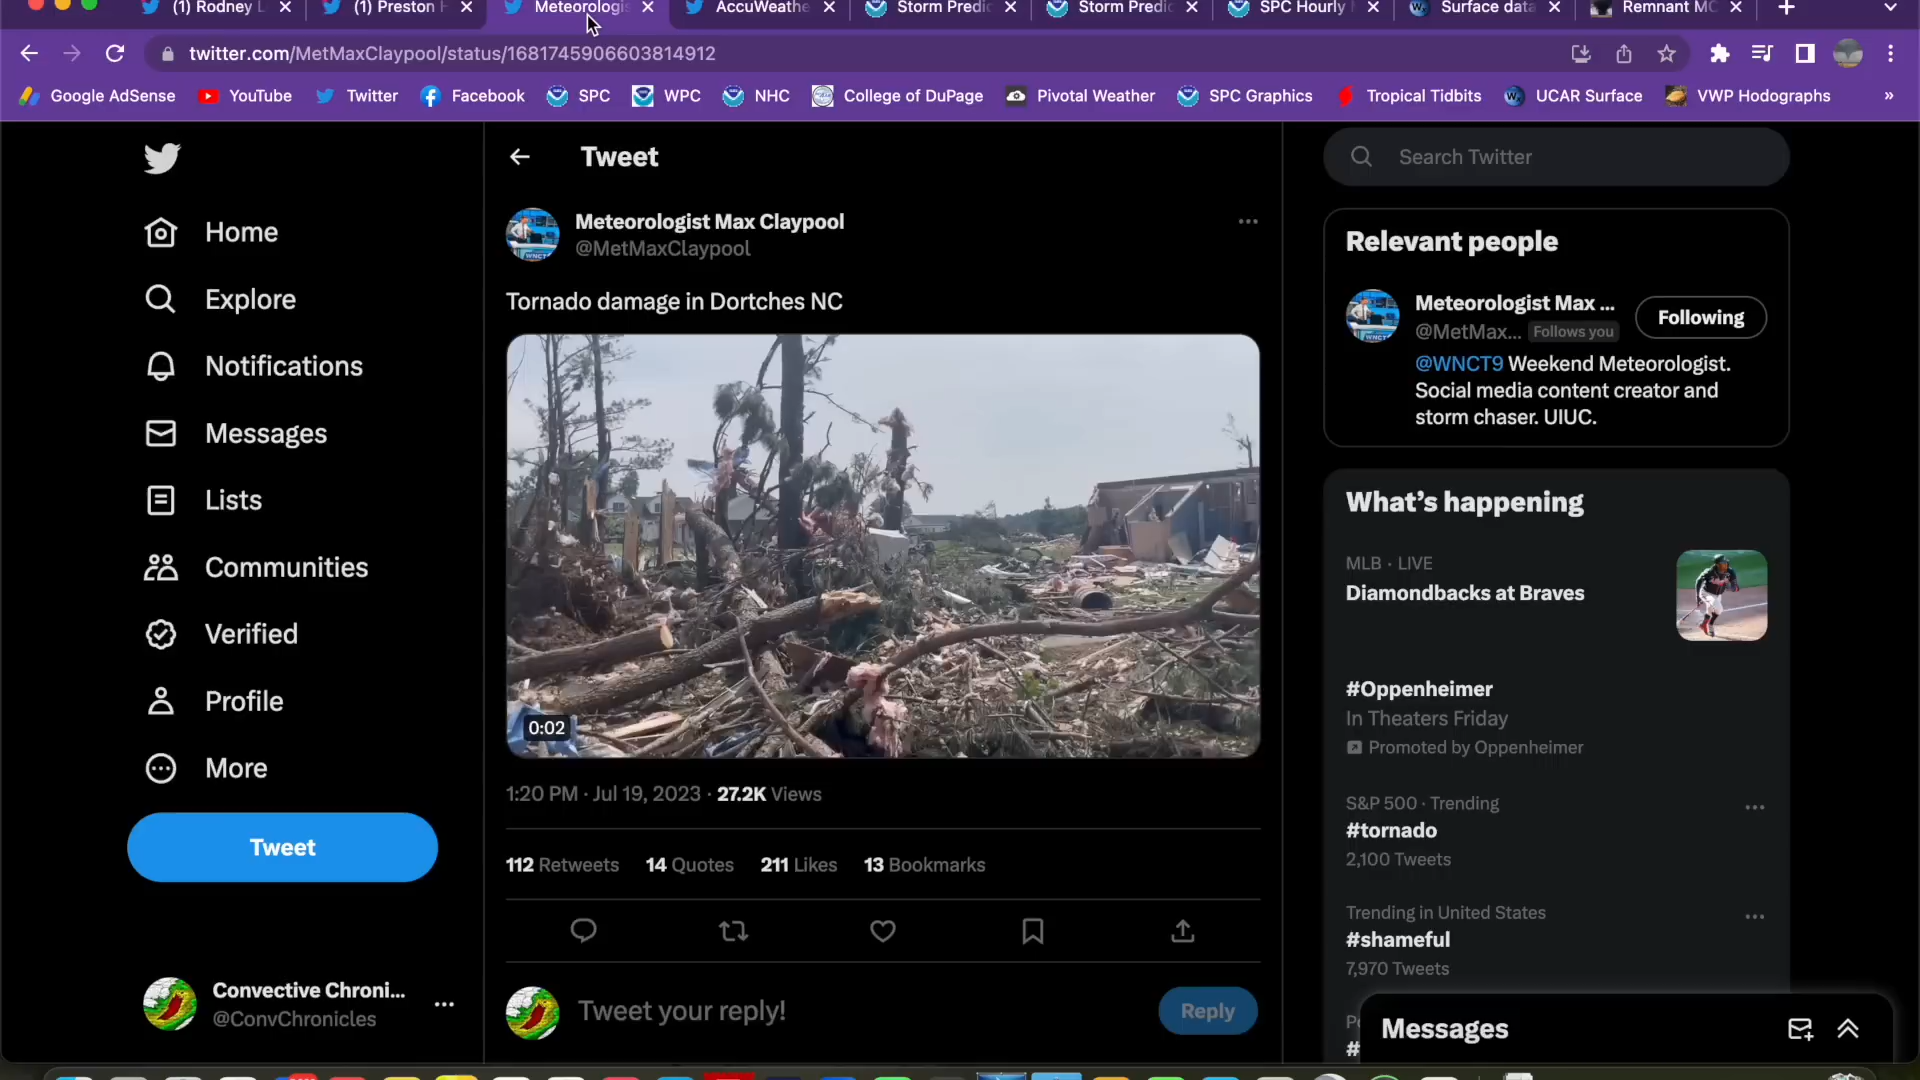 (1) Rodney L
(1) Preston H
Meteorologi
AccuWeathe
Storm Predic
Storm Predic
SPC Hourly
Surface data
Remnant MC
twitter.com/MetMaxClaypool/status/1681745906603814912
Google AdSense
YouTube
Twitter
Facebook
SPC
WPC
NHC
College of DuPage
Pivotal Weather
SPC Graphics
Tropical Tidbits
UCAR Surface
VWP Hodographs
»
Home
Explore
Notifications
Messages
Lists
Communities
Verified
Profile
More
Tweet
Convective Chroni...
@ConvChronicles
Tweet
Meteorologist Max Claypool
@MetMaxClaypool
Tornado damage in Dortches NC
0:02
1:20 PM · Jul 19, 2023 · 27.2K Views
112 Retweets 14 Quotes 211 Likes 13 Bookmarks
Tweet your reply!
Reply
Search Twitter
Relevant people
Meteorologist Max ...
@MetMax... Follows you
Following
@WNCT9 Weekend Meteorologist.
Social media content creator and
storm chaser. UIUC.
What's happening
MLB · LIVE
Diamondbacks at Braves
#Oppenheimer
In Theaters Friday
Promoted by Oppenheimer
S&P 500 · Trending
#tornado
2,100 Tweets
Trending in United States
#shameful
7,970 Tweets
Messages